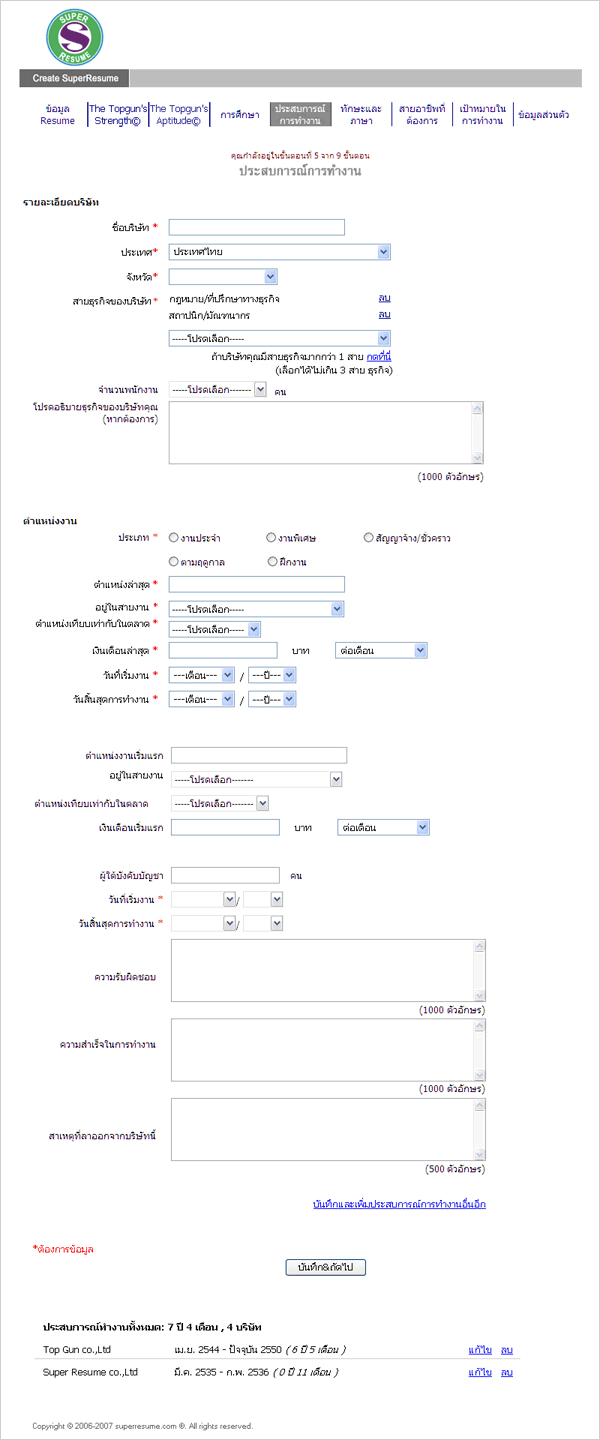 SUPER
RESUME
Create SuperResume
ข้อมูล Resume
The Topgun's Strength©
The Topgun's Aptitude©
การศึกษา
ประสบการณ์การทำงาน
ทักษะและภาษา
สายอาชีพที่ต้องการ
เป้าหมายในการทำงาน
ข้อมูลส่วนตัว
คุณกำลังอยู่ในขั้นตอนที่ 5 จาก 9 ขั้นตอน
ประสบการณ์การทำงาน
รายละเอียดบริษัท
ชื่อบริษัท *
ประเทศ* ประเทศไทย
จังหวัด*
สายธุรกิจของบริษัท * กฎหมาย/ที่ปรึกษาทางธุรกิจ ลบ
สถาปนิก/มัณฑนากร ลบ
-----โปรดเลือก-----
ถ้าบริษัทคุณมีสายธุรกิจมากกว่า 1 สาย กดที่นี่
(เลือกได้ไม่เกิน 3 สาย ธุรกิจ)
จำนวนพนักงาน -----โปรดเลือก------- คน
โปรดอธิบายธุรกิจของบริษัทคุณ
(หากต้องการ)
(1000 ตัวอักษร)
ตำแหน่งงาน
ประเภท * งานประจำ งานพิเศษ สัญญาจ้าง/ชั่วคราว
ตามฤดูกาล ฝึกงาน
ตำแหน่งล่าสุด *
อยู่ในสายงาน * -----โปรดเลือก-----
ตำแหน่งเทียบเท่ากับในตลาด * -----โปรดเลือก-----
เงินเดือนล่าสุด * บาท ต่อเดือน
วันที่เริ่มงาน * ---เดือน--- / ---ปี---
วันสิ้นสุดการทำงาน * ---เดือน--- / ---ปี---
ตำแหน่งงานเริ่มแรก
อยู่ในสายงาน -----โปรดเลือก-------
ตำแหน่งเทียบเท่ากับในตลาด -----โปรดเลือก-------
เงินเดือนเริ่มแรก บาท ต่อเดือน
ผู้ใต้บังคับบัญชา คน
วันที่เริ่มงาน * /
วันสิ้นสุดการทำงาน * /
ความรับผิดชอบ
(1000 ตัวอักษร)
ความสำเร็จในการทำงาน
(1000 ตัวอักษร)
สาเหตุที่ลาออกจากบริษัทนี้
(500 ตัวอักษร)
บันทึกและเพิ่มประสบการณ์การทำงานอื่นอีก
*ต้องการข้อมูล
บันทึก&ถัดไป
ประสบการณ์ทำงานทั้งหมด: 7 ปี 4 เดือน , 4 บริษัท
Top Gun co.,Ltd เม.ย. 2544 - ปัจจุบัน 2550 ( 6 ปี 5 เดือน ) แก้ไข ลบ
Super Resume co.,Ltd มี.ค. 2535 - ก.พ. 2536 ( 0 ปี 11 เดือน ) แก้ไข ลบ
Copyright © 2006-2007 superresume.com ®. All rights reserved.